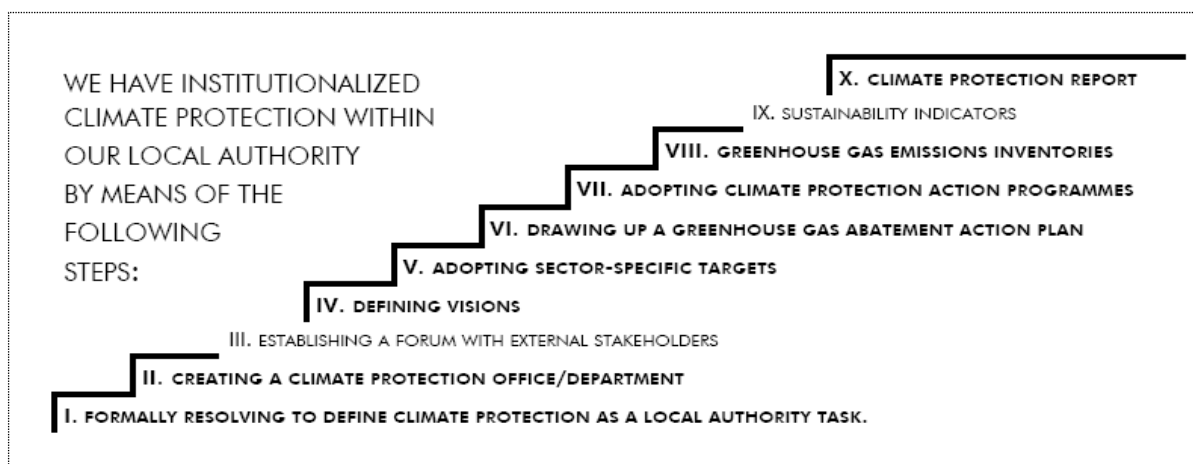 WE HAVE INSTITUTIONALIZED
CLIMATE PROTECTION WITHIN
OUR LOCAL AUTHORITY
BY MEANS OF THE
FOLLOWING
STEPS:
X. CLIMATE PROTECTION REPORT
IX. SUSTAINABILITY INDICATORS
VIII. GREENHOUSE GAS EMISSIONS INVENTORIES
VII. ADOPTING CLIMATE PROTECTION ACTION PROGRAMMES
VI. DRAWING UP A GREENHOUSE GAS ABATEMENT ACTION PLAN
V. ADOPTING SECTOR-SPECIFIC TARGETS
IV. DEFINING VISIONS
III. ESTABLISHING A FORUM WITH EXTERNAL STAKEHOLDERS
II. CREATING A CLIMATE PROTECTION OFFICE/DEPARTMENT
I. FORMALLY RESOLVING TO DEFINE CLIMATE PROTECTION AS A LOCAL AUTHORITY TASK.